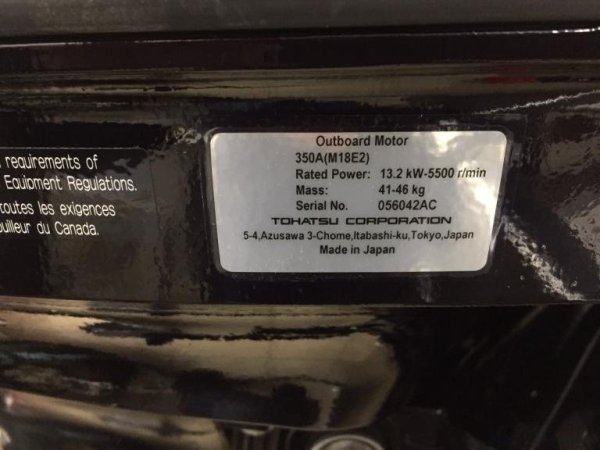 requirements of
Equipment Regulations.
toutes les exigences
du Canada.
Outboard Motor
350A(M18E2)
Rated Power: 13.2 kW-5500 r/min
Mass: 41-46 kg
Serial No. 056042AC
TOHATSU CORPORATION
5-4,Azusawa 3-Chome,Itabashi-ku,Tokyo,Japan
Made in Japan